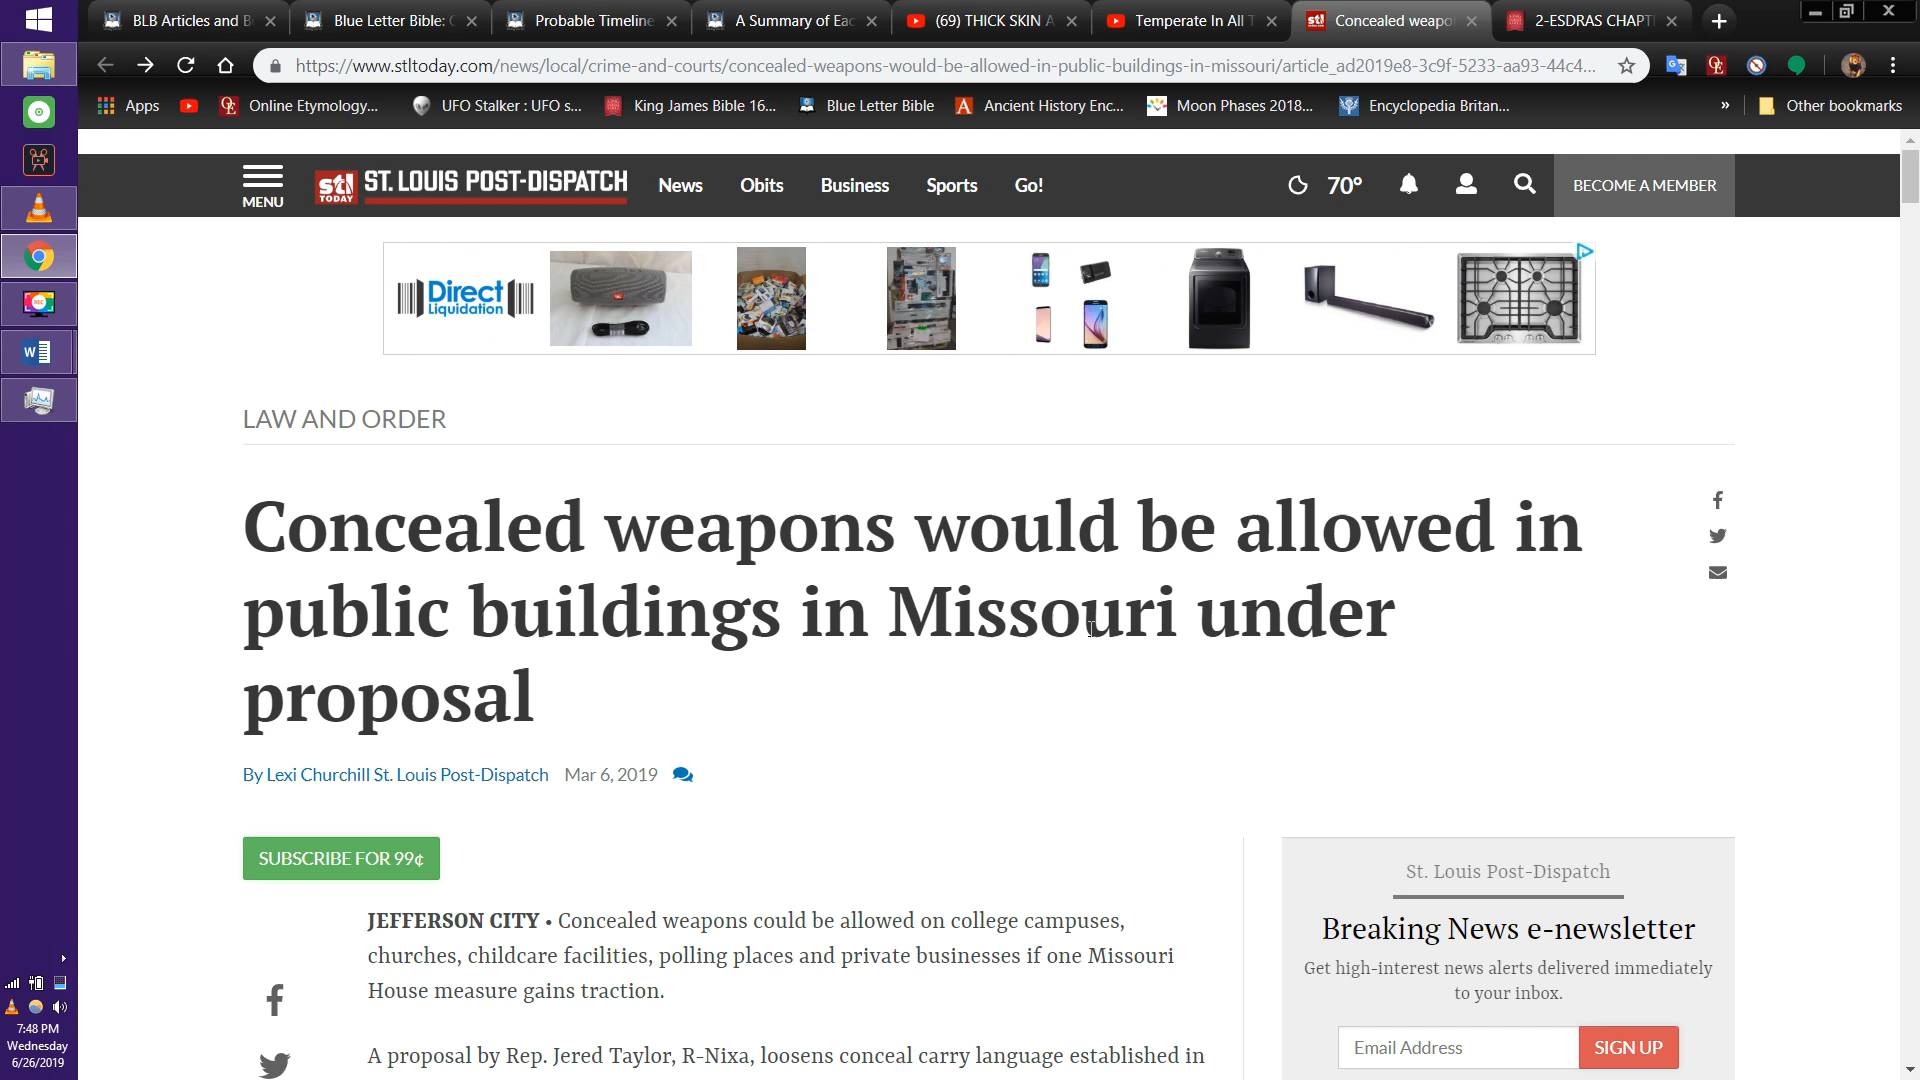 BLB Articles and B
Blue Letter Bible:
Probable Timeline
A Summary of Eac
(69) THICK SKIN A
Temperate In All T
Concealed weapo
2-ESDRAS CHAPT
https://www.stltoday.com/news/local/crime-and-courts/concealed-weapons-would-be-allowed-in-public-buildings-in-missouri/article_ad2019e8-3c9f-5233-aa93-44c4...
Apps
Online Etymology...
UFO Stalker : UFO s...
King James Bible 16...
Blue Letter Bible
Ancient History Enc...
Moon Phases 2018...
Encyclopedia Britan...
»
Other bookmarks
MENU
stl TODAY ST. LOUIS POST-DISPATCH
News
Obits
Business
Sports
Go!
70°
BECOME A MEMBER
Direct
Liquidation
LAW AND ORDER
Concealed weapons would be allowed in
public buildings in Missouri under
proposal
By Lexi Churchill St. Louis Post-Dispatch Mar 6, 2019
SUBSCRIBE FOR 99¢
JEFFERSON CITY • Concealed weapons could be allowed on college campuses,
churches, childcare facilities, polling places and private businesses if one Missouri
House measure gains traction.
A proposal by Rep. Jered Taylor, R-Nixa, loosens conceal carry language established in
St. Louis Post-Dispatch
Breaking News e-newsletter
Get high-interest news alerts delivered immediately
to your inbox.
Email Address
SIGN UP
7:48 PM
Wednesday
6/26/2019